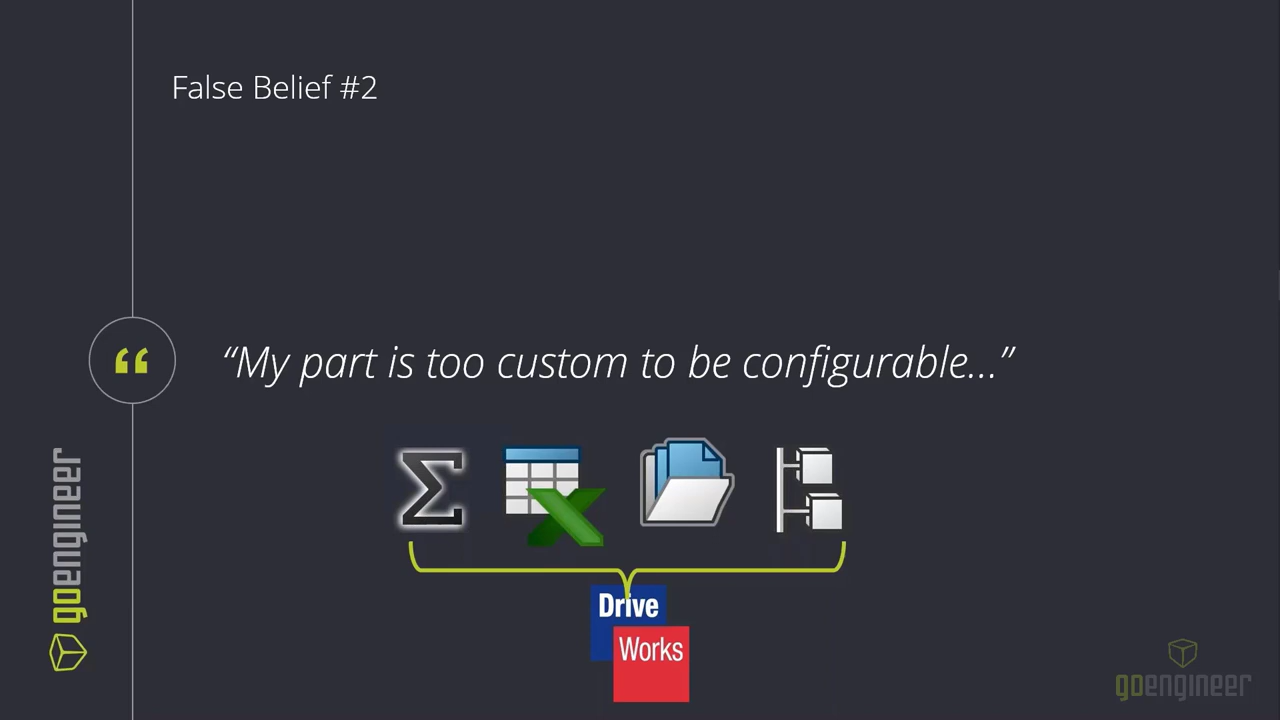 False Belief #2
“My part is too custom to be configurable...”
Σ
X
Drive
Works
goengineer
goengineer